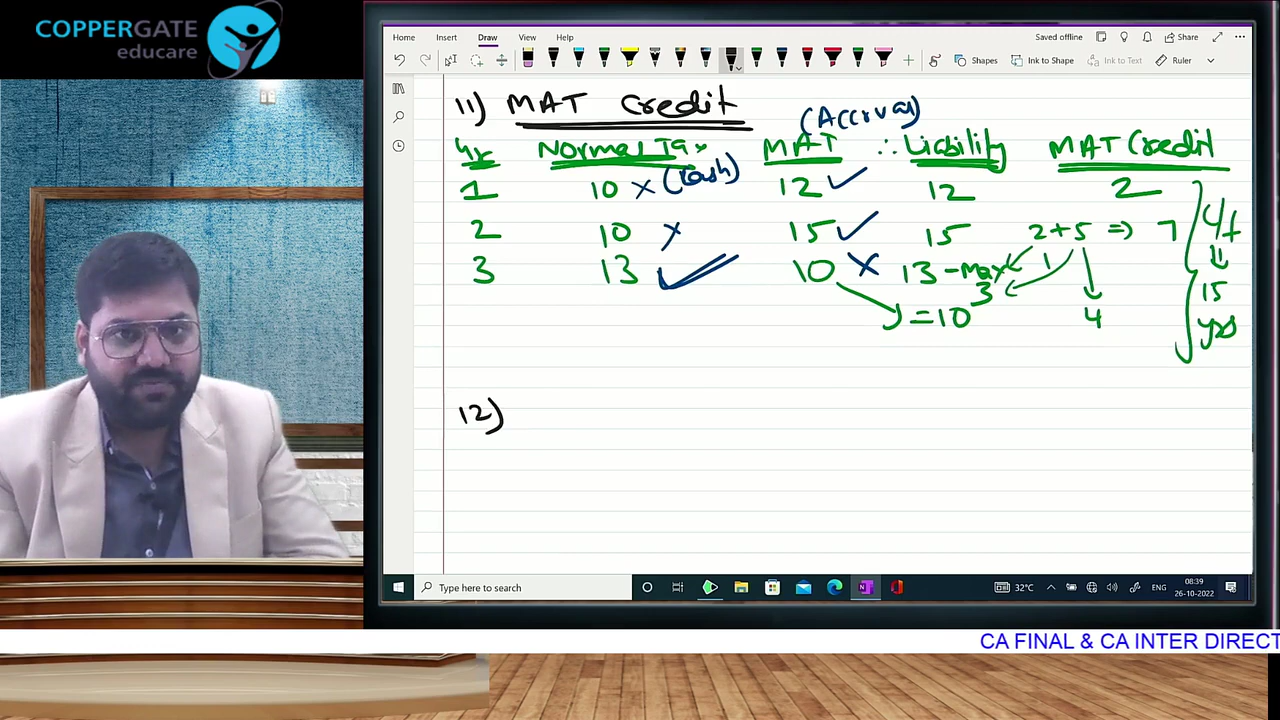 COPPERGATE
educare
Home Insert Draw View Help
Saved offline
Share
Shapes
Ink to Shape
Ink to Text
Ruler
11) MAT Credit
(Accrual)
Yr Normal Tax MAT ∴ Liability MAT Credit
(Cash)
1 10 × 12 ✓ 12 2
2 10 × 15 ✓ 15 2+5 => 7
3 13 ✓ 10 × 13 - Max 1
3
= 10
4
C/f
15
yrs
12)
Type here to search
32°C
ENG
08:39
26-10-2022
CA FINAL & CA INTER DIRECT